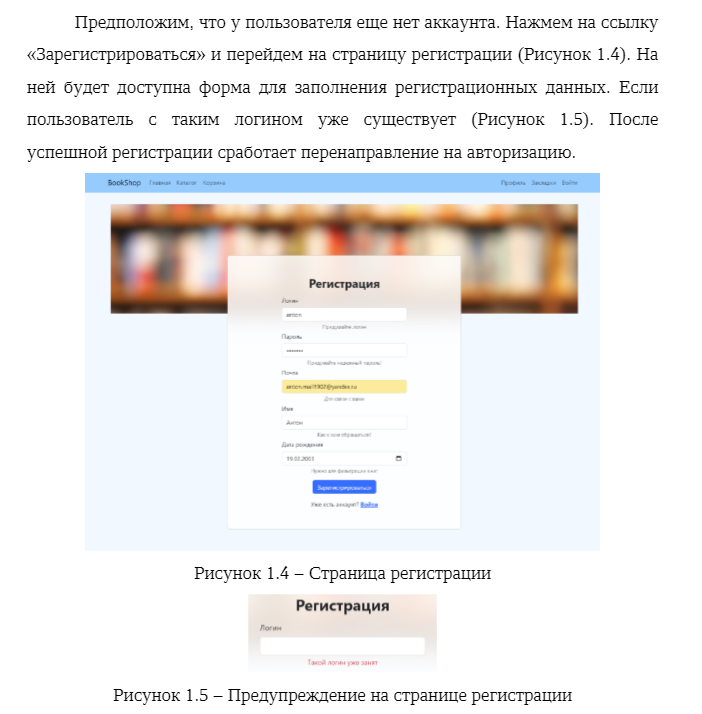 Предположим, что у пользователя еще нет аккаунта. Нажмем на ссылку
«Зарегистрироваться» и перейдем на страницу регистрации (Рисунок 1.4). На
ней будет доступна форма для заполнения регистрационных данных. Если
пользователь с таким логином уже существует (Рисунок 1.5). После
успешной регистрации сработает перенаправление на авторизацию.
BookShop Главная Каталог Корзина Профиль Закладки Войти
Регистрация
Логин
anton
Придумайте логин
Пароль
Придумайте надежный пароль!
Почта
anton.mail1902@yandex.ru
Для связи с вами
Имя
Антон
Как к вам обращаться?
Дата рождения
19.02.2003
Нужна для фильтрации книг
Зарегистрироваться
Уже есть аккаунт? Войти
Рисунок 1.4 – Страница регистрации
Регистрация
Логин
Такой логин уже занят
Рисунок 1.5 – Предупреждение на странице регистрации